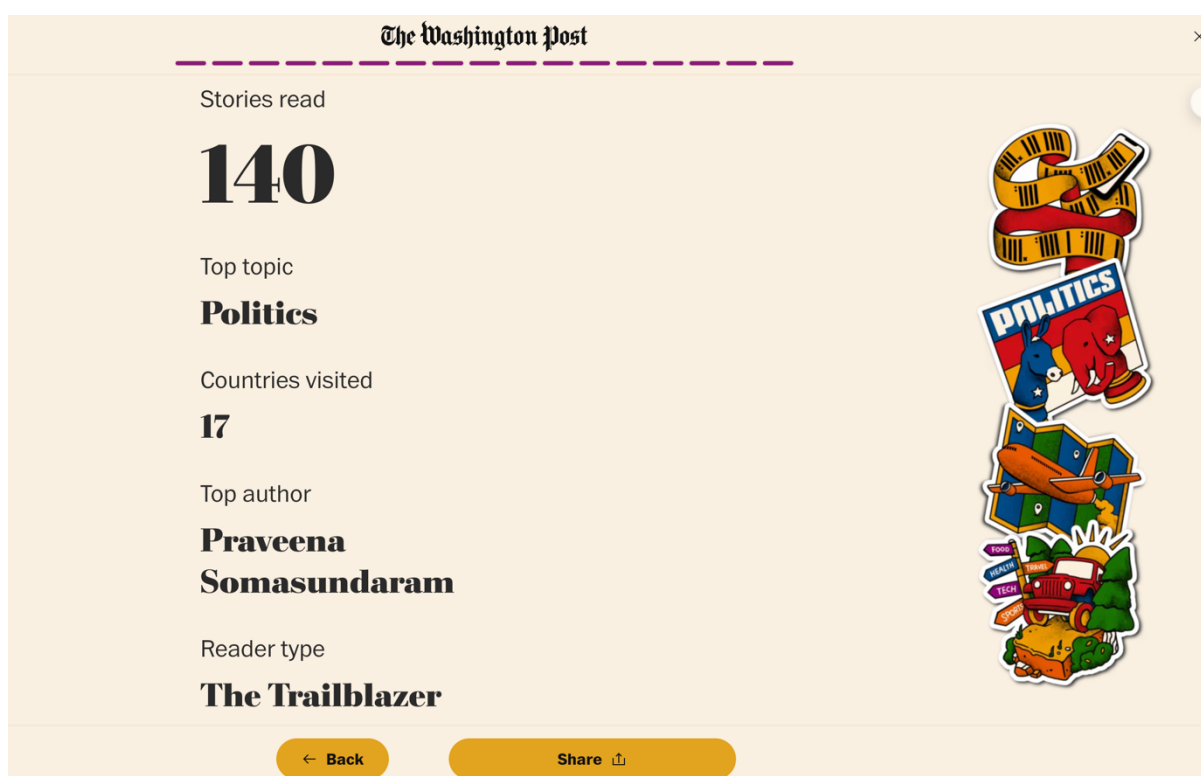 The Washington Post
Stories read
140
Top topic
Politics
Countries visited
17
Top author
Praveena
Somasundaram
Reader type
The Trailblazer
POLITICS
FOOD
HEALTH
TRAVEL
TECH
SPORTS
← Back
Share